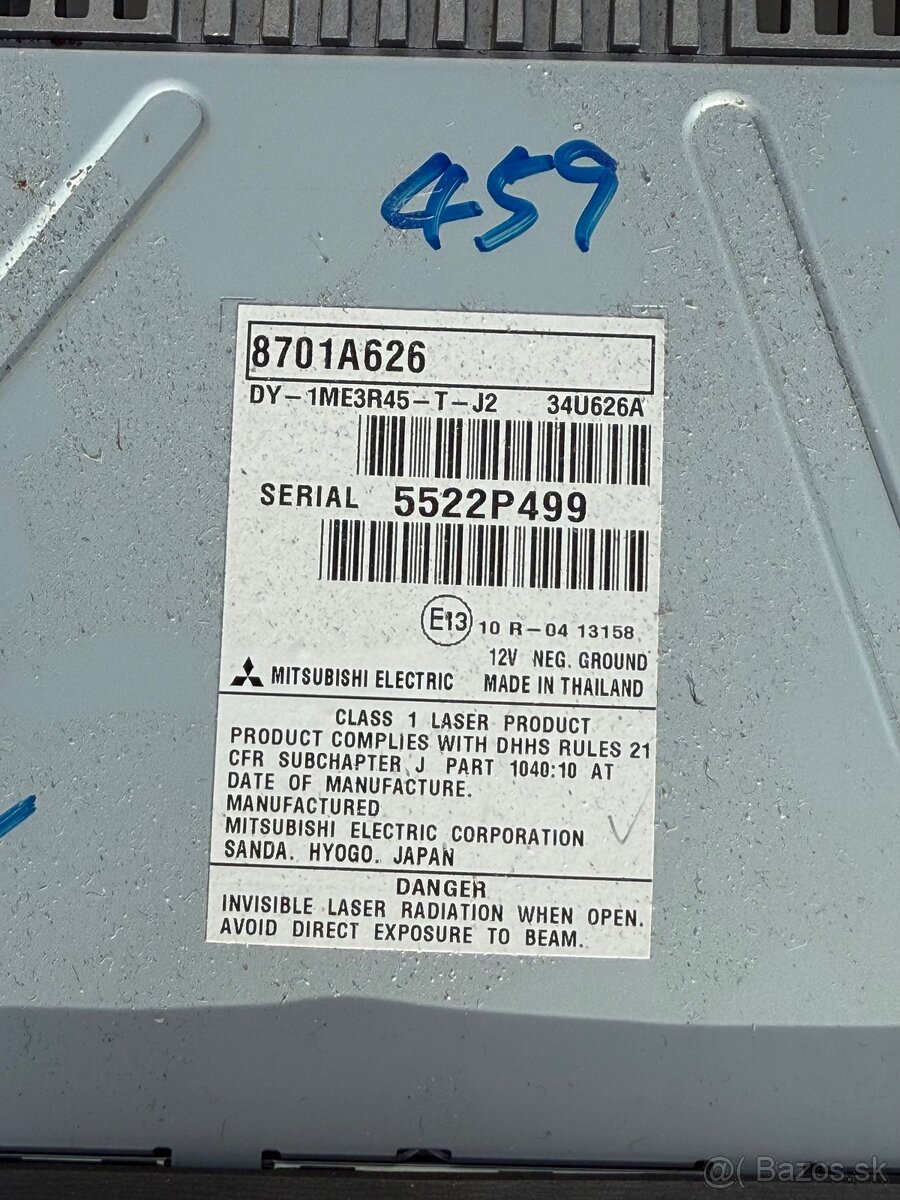 459
8701A626
DY-1ME3R45-T-J2 34U626A
SERIAL 5522P499
E13 10 R-04 13158
12V NEG. GROUND
MITSUBISHI ELECTRIC MADE IN THAILAND
CLASS 1 LASER PRODUCT
PRODUCT COMPLIES WITH DHHS RULES 21
CFR SUBCHAPTER J PART 1040:10 AT
DATE OF MANUFACTURE.
MANUFACTURED
MITSUBISHI ELECTRIC CORPORATION
SANDA. HYOGO. JAPAN
DANGER
INVISIBLE LASER RADIATION WHEN OPEN.
AVOID DIRECT EXPOSURE TO BEAM.
@( Bazos.sk